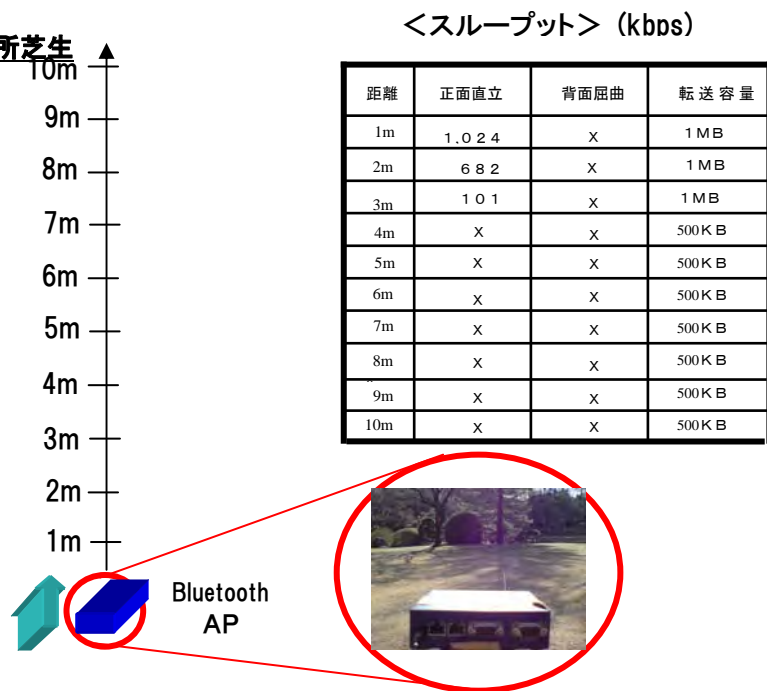 <スループット> (kbps)
所芝生
10m
9m
8m
7m
6m
5m
4m
3m
2m
1m
距離 正面直立 背面屈曲 転送容量
1m 1.024 X 1MB
2m 682 X 1MB
3m 101 X 1MB
4m X X 500KB
5m X X 500KB
6m X X 500KB
7m X X 500KB
8m X X 500KB
9m X X 500KB
10m X X 500KB
Bluetooth
AP